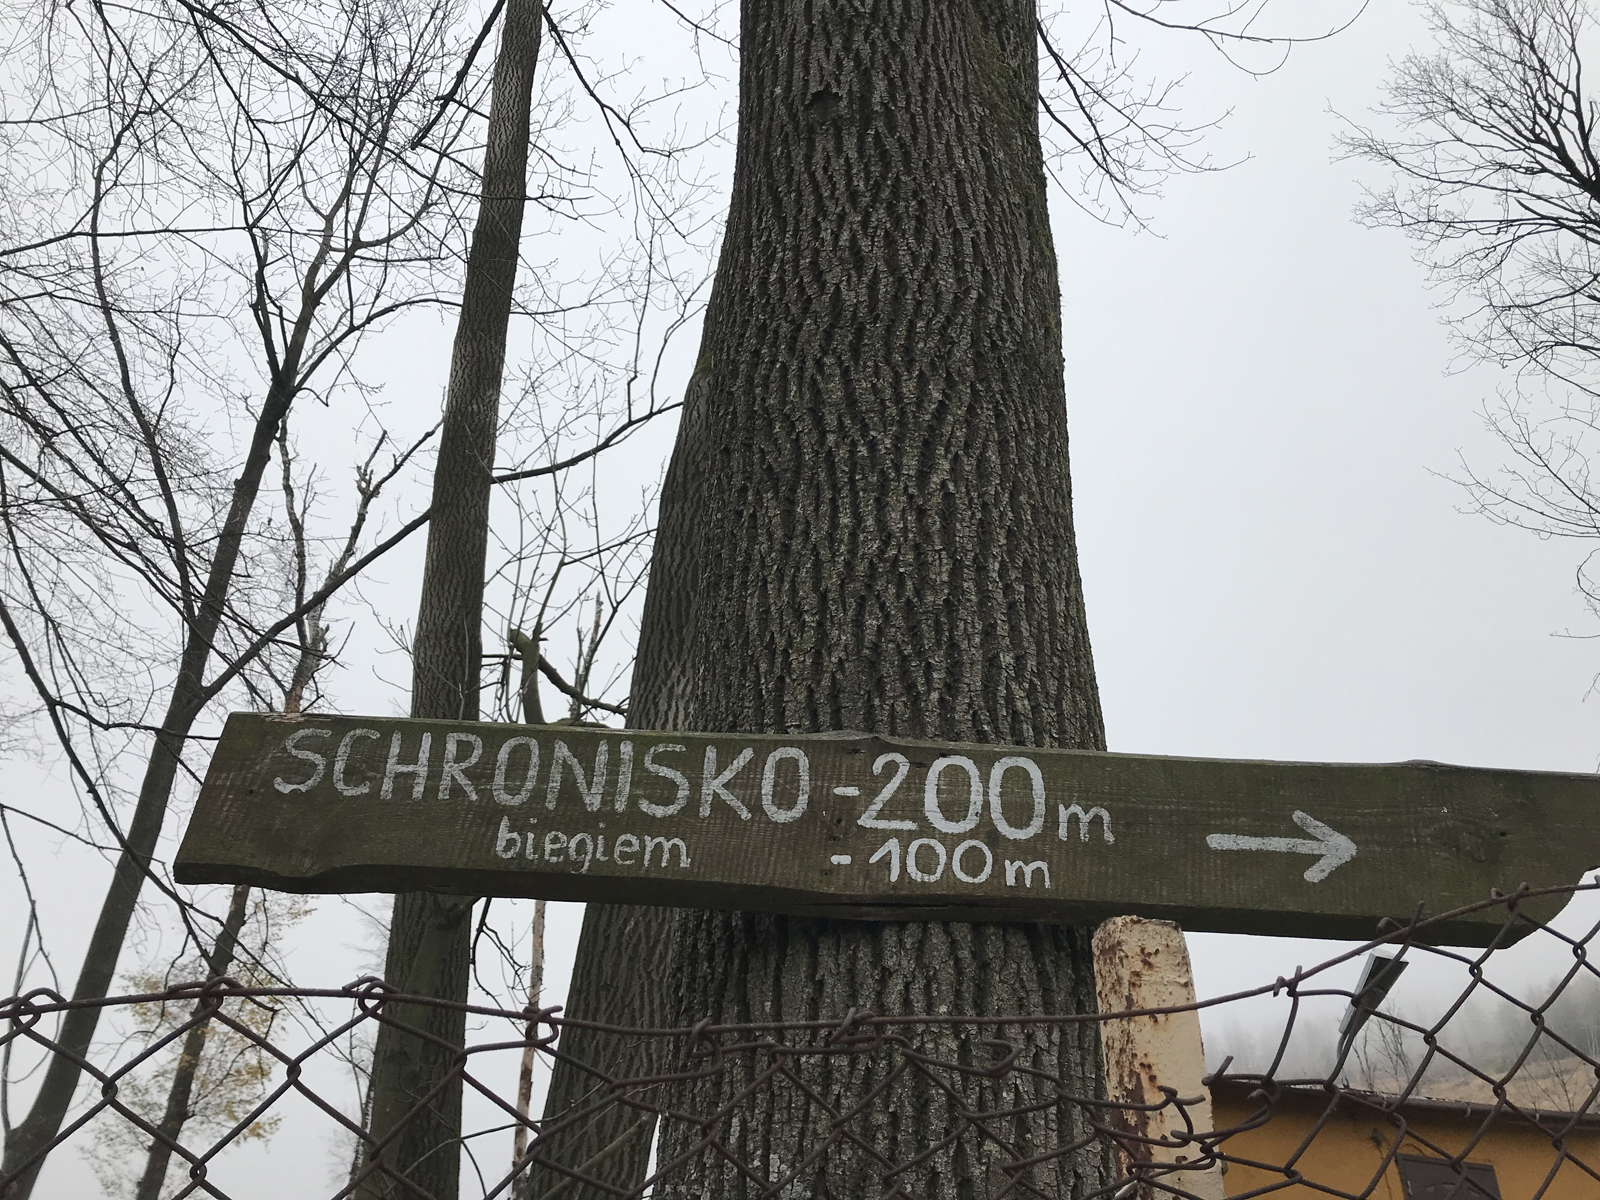 SCHRONISKO -200m →
biegiem -100m